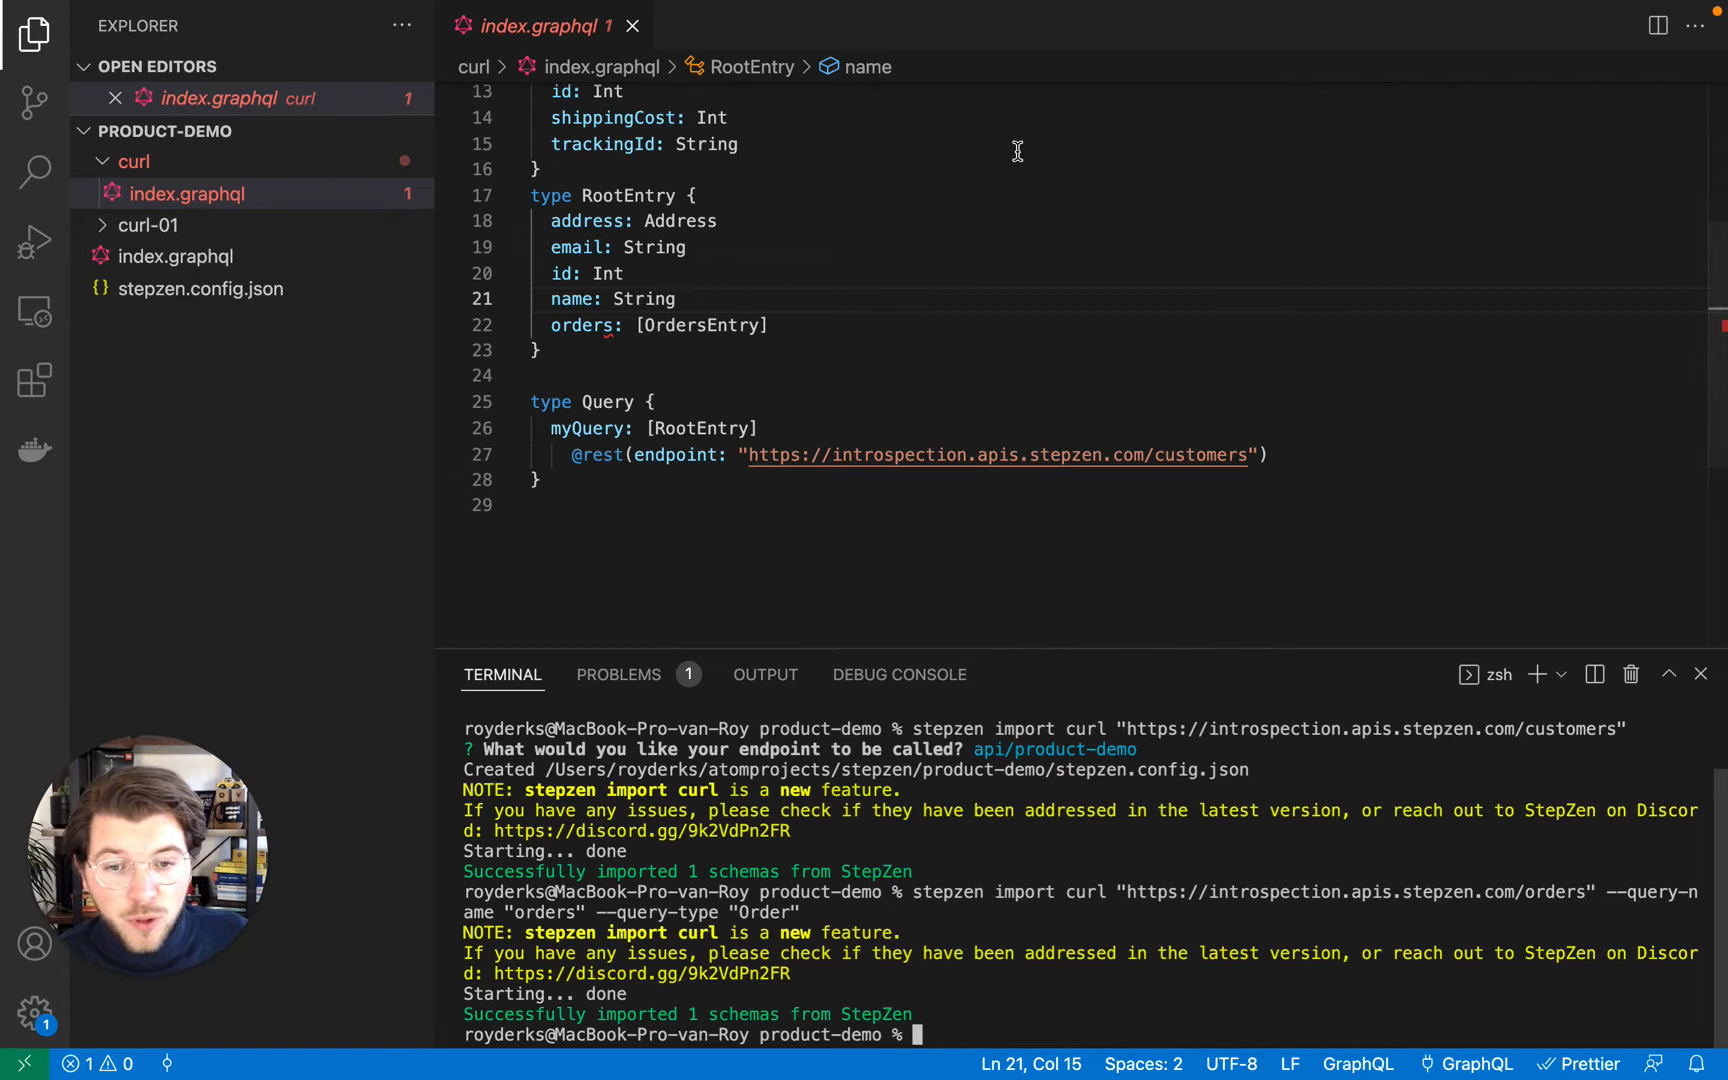 EXPLORER
OPEN EDITORS
index.graphql curl 1
PRODUCT-DEMO
curl
index.graphql 1
curl-01
index.graphql
{} stepzen.config.json
1
index.graphql 1
curl > index.graphql > RootEntry > name
13 id: Int
14 shippingCost: Int
15 trackingId: String
16 }
17 type RootEntry {
18 address: Address
19 email: String
20 id: Int
21 name: String
22 orders: [OrdersEntry]
23 }
24
25 type Query {
26 myQuery: [RootEntry]
27 @rest(endpoint: "https://introspection.apis.stepzen.com/customers")
28 }
29
TERMINAL PROBLEMS 1 OUTPUT DEBUG CONSOLE zsh
royderks@MacBook-Pro-van-Roy product-demo % stepzen import curl "https://introspection.apis.stepzen.com/customers"
? What would you like your endpoint to be called? api/product-demo
Created /Users/royderks/atomprojects/stepzen/product-demo/stepzen.config.json
NOTE: stepzen import curl is a new feature.
If you have any issues, please check if they have been addressed in the latest version, or reach out to StepZen on Discor
d: https://discord.gg/9k2VdPn2FR
Starting... done
Successfully imported 1 schemas from StepZen
royderks@MacBook-Pro-van-Roy product-demo % stepzen import curl "https://introspection.apis.stepzen.com/orders" --query-n
ame "orders" --query-type "Order"
NOTE: stepzen import curl is a new feature.
If you have any issues, please check if they have been addressed in the latest version, or reach out to StepZen on Discor
d: https://discord.gg/9k2VdPn2FR
Starting... done
Successfully imported 1 schemas from StepZen
royderks@MacBook-Pro-van-Roy product-demo %
1 0 Ln 21, Col 15 Spaces: 2 UTF-8 LF GraphQL GraphQL Prettier